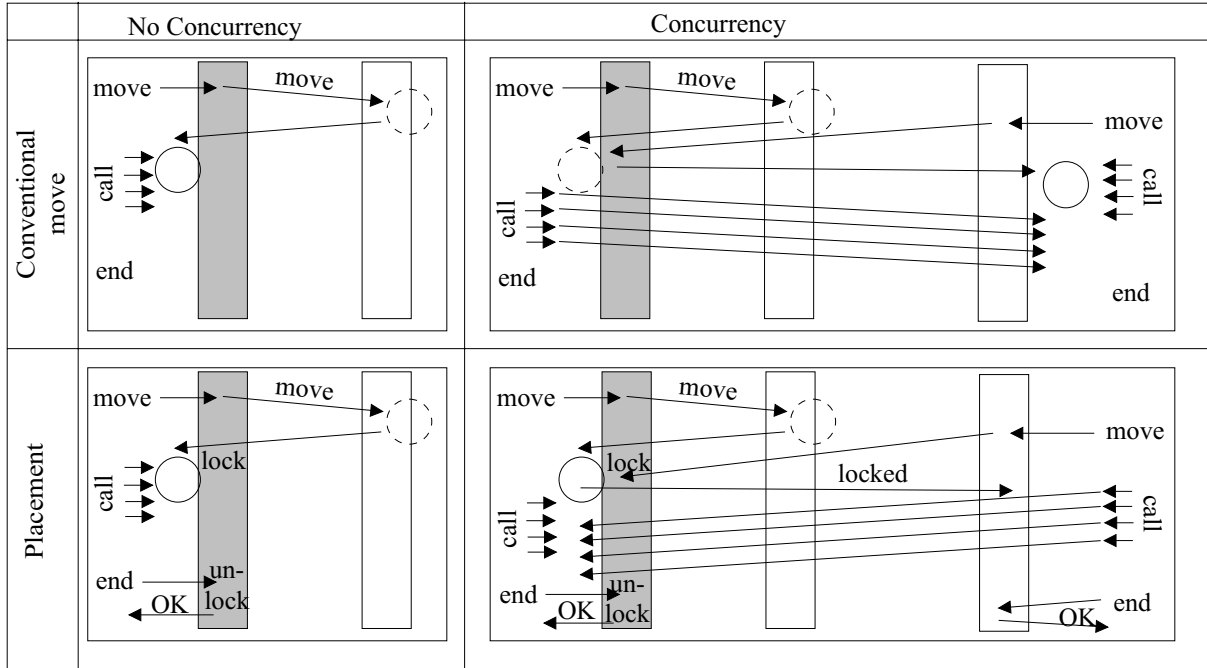 No Concurrency
Concurrency
Conventional
move
move
move
call
end
move
move
move
call
call
end
end
Placement
move
move
lock
call
end
un-
lock
OK
move
move
move
lock
locked
call
call
end
un-
lock
OK
end
OK